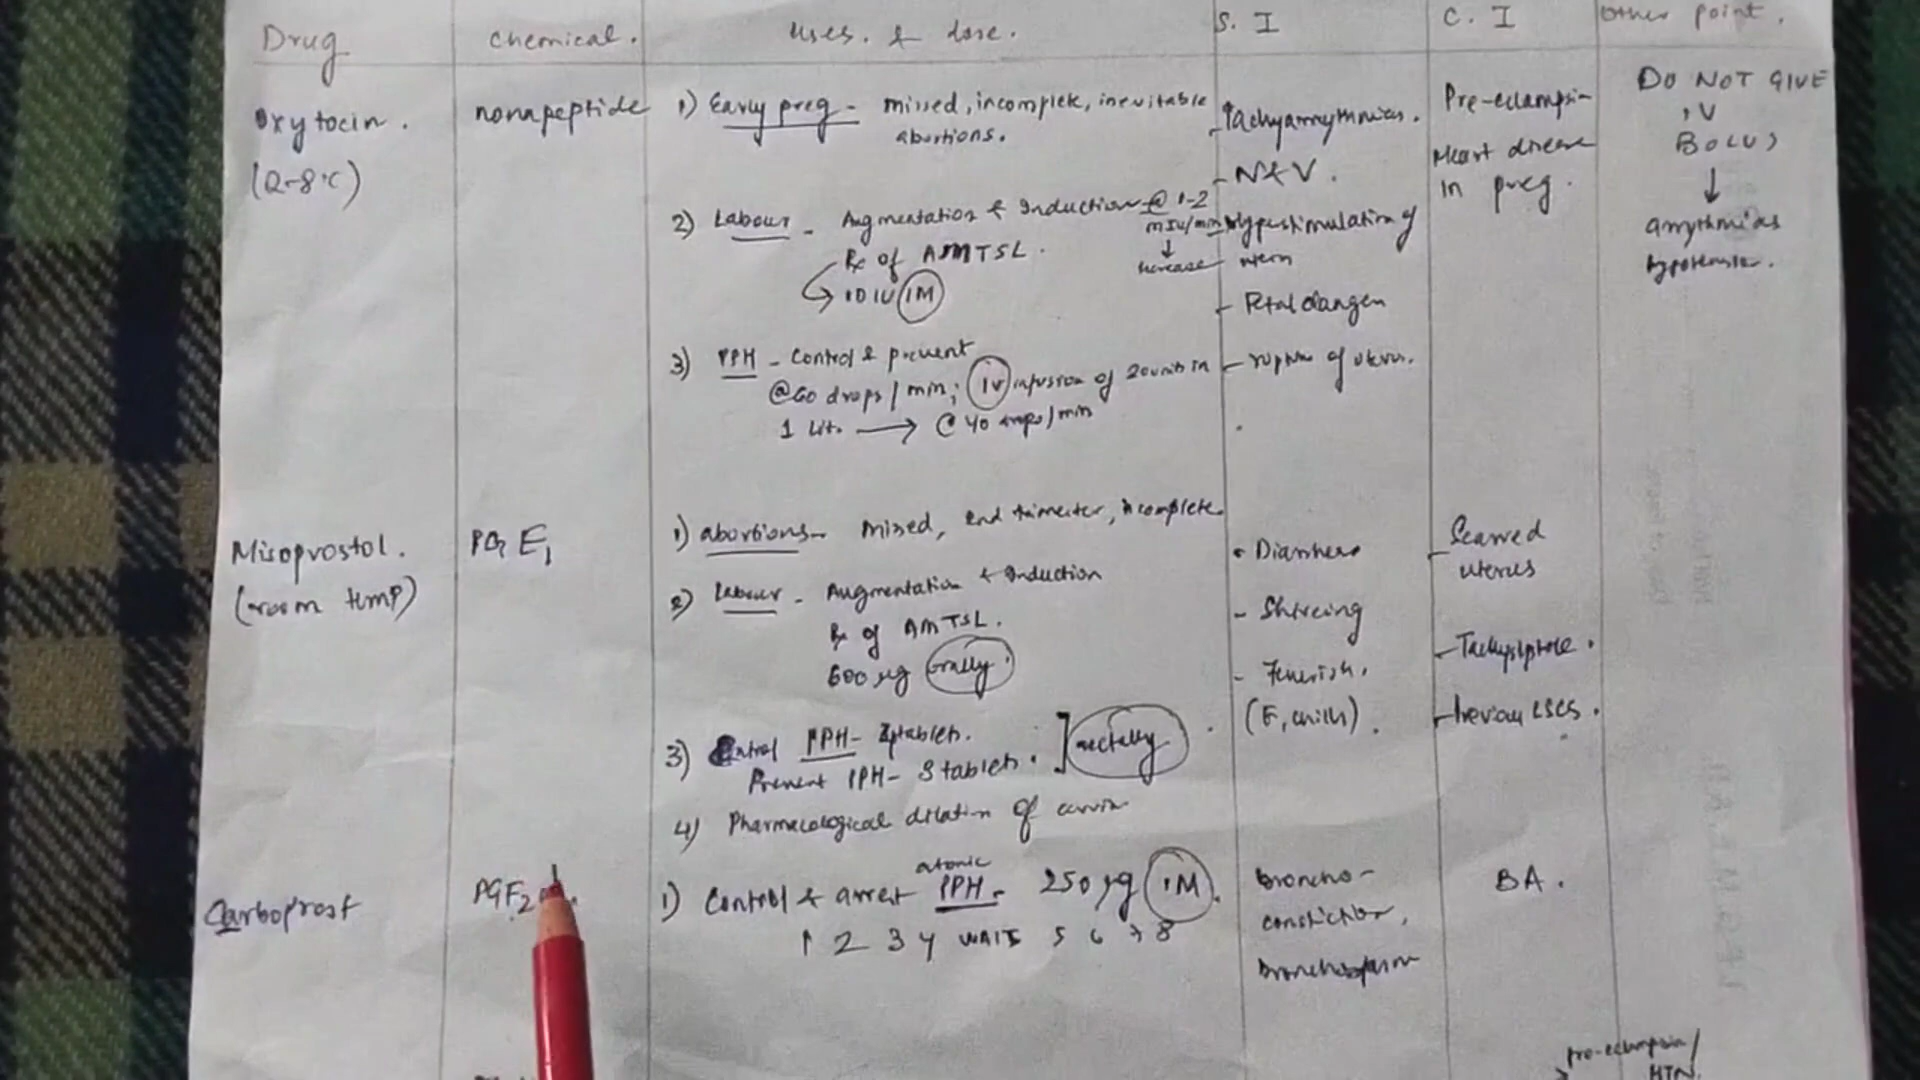 Drug chemical. uses. & dose. S. I C. I Other point.
Oxytocin.
(2-8°C)
nonapeptide
1) Early preg - missed, incomplete, inevitable
abortions.
2) Labour - Augmentation & Induction @ 1-2
mIU/min
↓
increase
Rx of AMTSL.
10 IU IM
3) PPH - Control & prevent
@ 60 drops / min; IV infusion of 20 units in
1 Lit. → @ 40 drops/min
- Tachyarrythmias.
- N & V.
- Hyperstimulation of
uterus
- Fetal danger
- rupture of uterus.
Pre-eclampsia
Heart disease
in preg.
DO NOT GIVE
IV
BOLUS
↓
arrythmias
hypotension.
Misoprostol.
(room temp)
PG E1
1) abortions - missed, 2nd trimester, incomplete.
2) Labour - Augmentation & Induction
Rx of AMTSL.
600 µg orally.
3) Control PPH - tablets.
Prevent PPH - 3 tablets. ] rectally
4) Pharmacological dilation of cervix
• Diarrhoea
- Shivering
- Feverish.
(F, chills).
- Scarred
uterus
- Tachysystole.
- Previous LSCS.
Carboprost
PGF2
1) Control & arrest atonic PPH - 250 µg IM.
1 2 3 4 WAIT 5 6 7 8
broncho-
constriction,
bronchospasm
BA.
pre-eclampsia/
HTN.